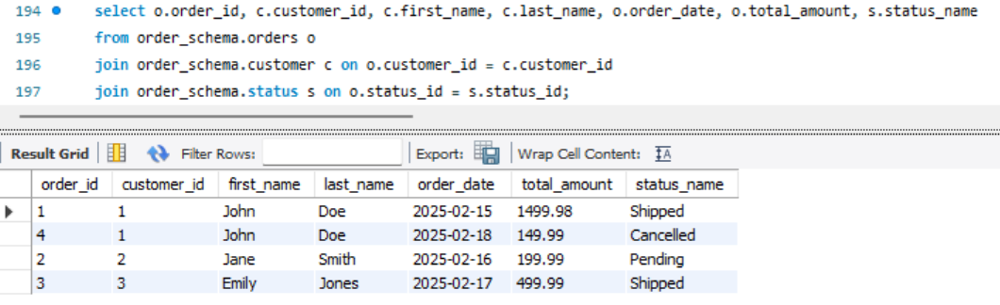 194 select o.order_id, c.customer_id, c.first_name, c.last_name, o.order_date, o.total_amount, s.status_name
195 from order_schema.orders o
196 join order_schema.customer c on o.customer_id = c.customer_id
197 join order_schema.status s on o.status_id = s.status_id;
Result Grid Filter Rows: Export: Wrap Cell Content: IA
order_id customer_id first_name last_name order_date total_amount status_name
1 1 John Doe 2025-02-15 1499.98 Shipped
4 1 John Doe 2025-02-18 149.99 Cancelled
2 2 Jane Smith 2025-02-16 199.99 Pending
3 3 Emily Jones 2025-02-17 499.99 Shipped